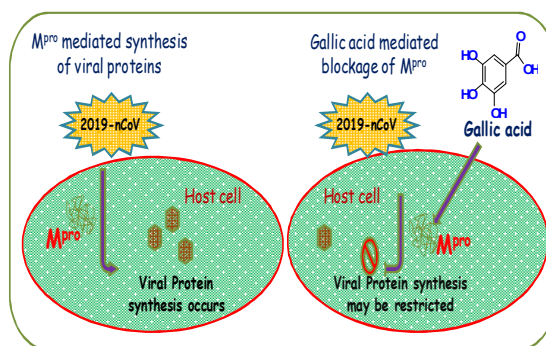 Mpro mediated synthesis
of viral proteins
2019-nCoV
Host cell
Mpro
Viral Protein
synthesis occurs
Gallic acid mediated
blockage of Mpro
2019-nCoV
O
HO
OH
HO
OH
Gallic acid
Host cell
Mpro
Viral Protein synthesis
may be restricted